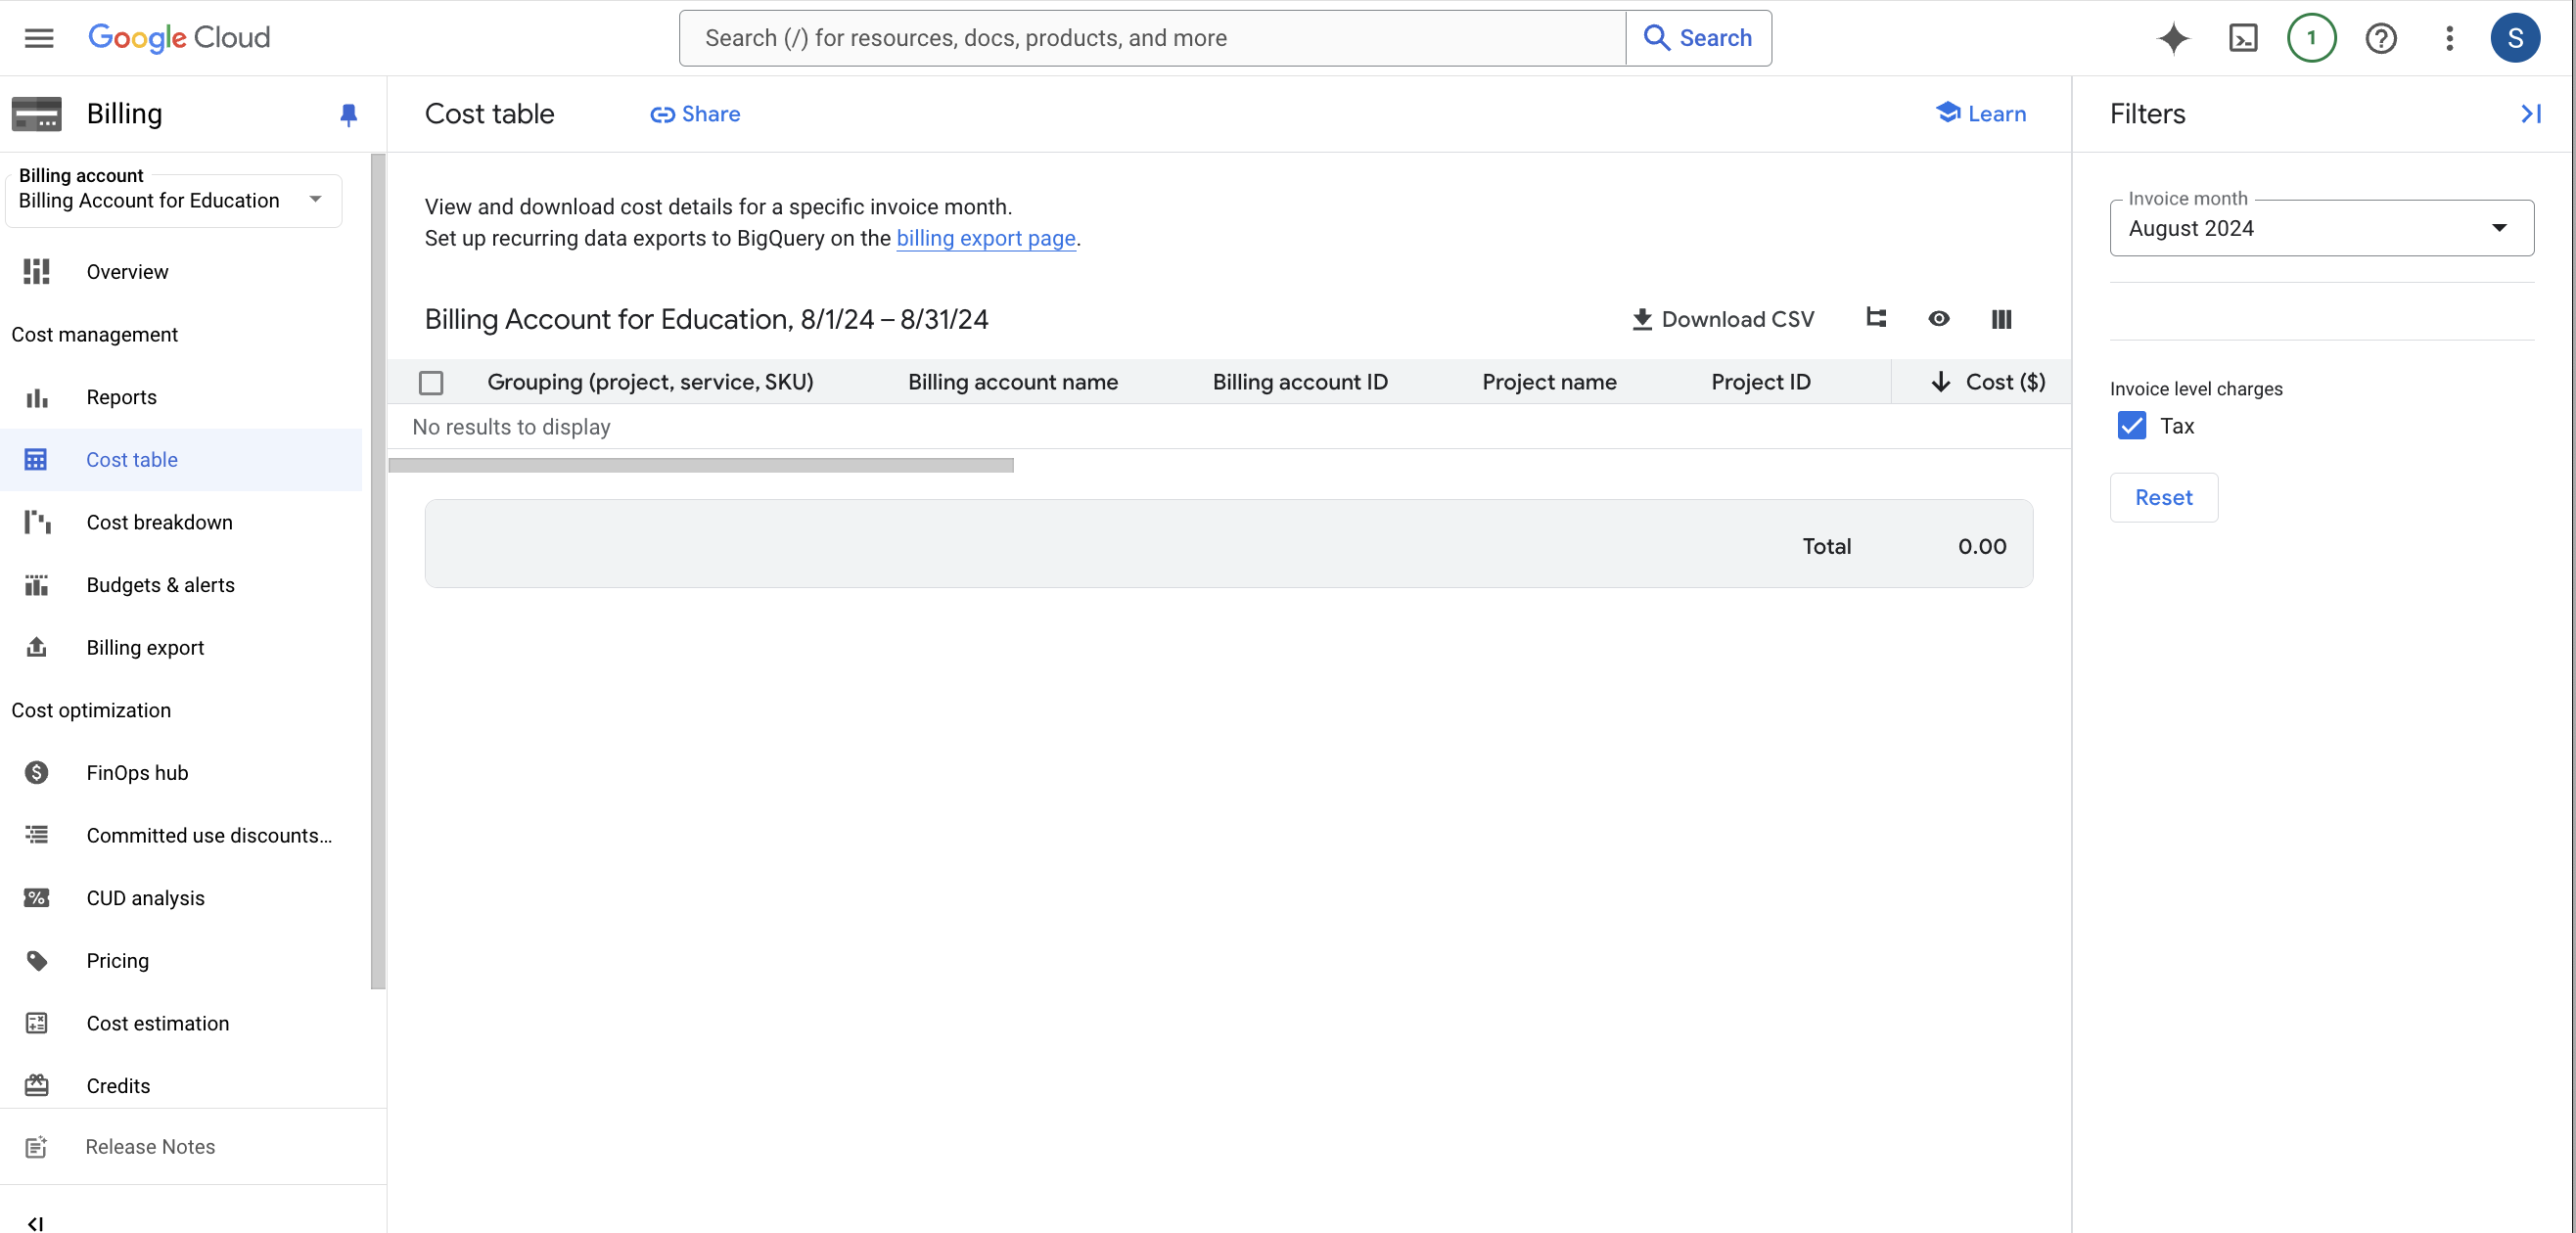 Google Cloud
Search (/) for resources, docs, products, and more
Search
1
S
Billing
Billing account
Billing Account for Education
Overview
Cost management
Reports
Cost table
Cost breakdown
Budgets & alerts
Billing export
Cost optimization
FinOps hub
Committed use discounts...
CUD analysis
Pricing
Cost estimation
Credits
Release Notes
Cost table
Share
Learn
View and download cost details for a specific invoice month.
Set up recurring data exports to BigQuery on the billing export page.
Billing Account for Education, 8/1/24 – 8/31/24
Download CSV
Grouping (project, service, SKU) Billing account name Billing account ID Project name Project ID Cost ($)
No results to display
Total 0.00
Filters
Invoice month
August 2024
Invoice level charges
Tax
Reset